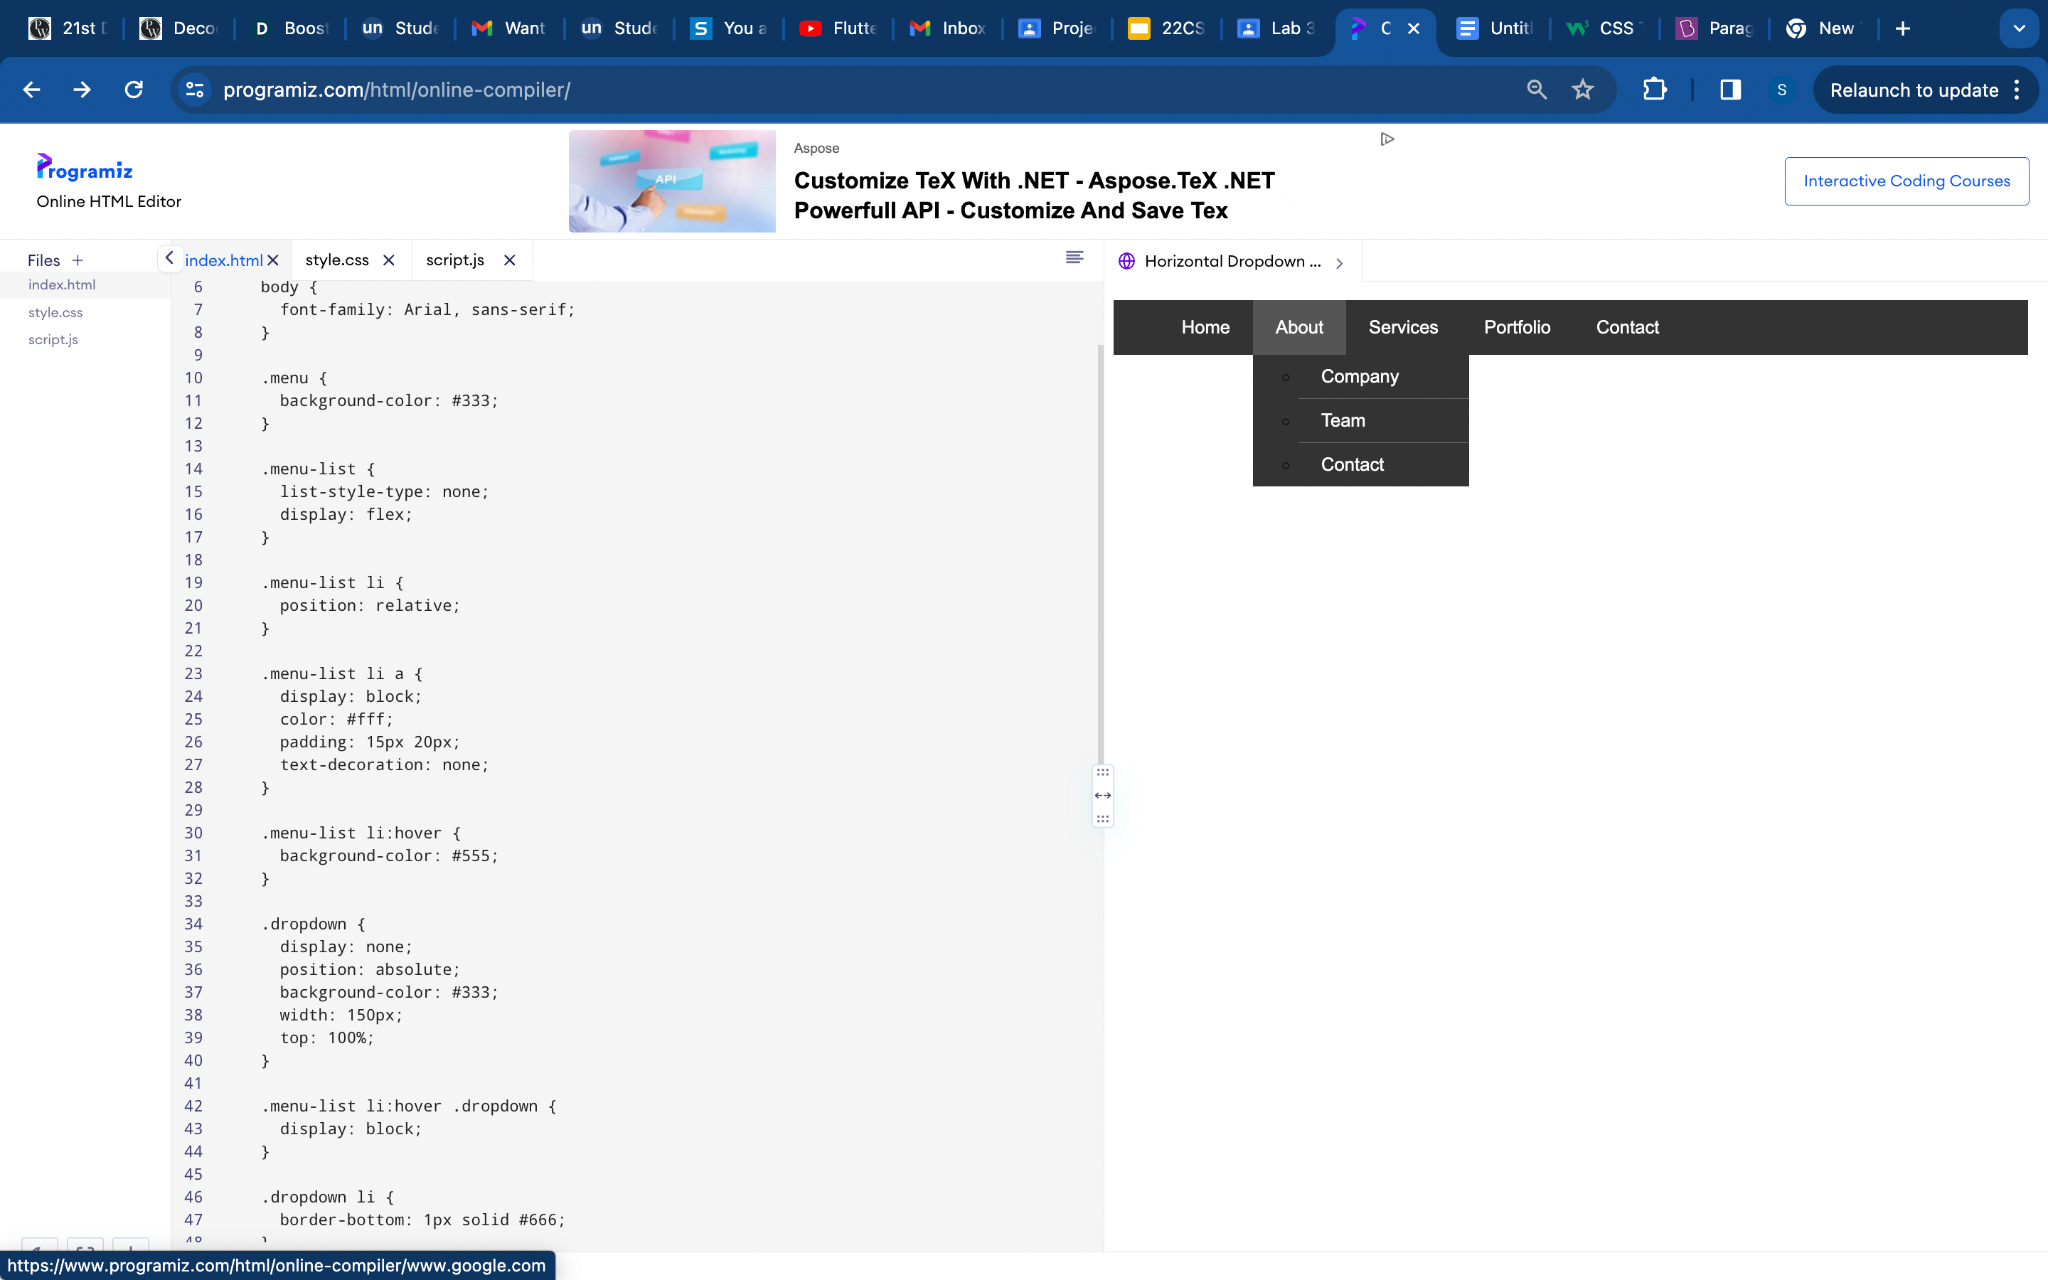 21st
Deco
D Boost
un Stude
Want
un Stude
S You a
Flutte
Inbox
Proje
22CS
Lab 3
C
Untit
CSS
Parag
New
programiz.com/html/online-compiler/
S
Relaunch to update
Programiz
Online HTML Editor
API
Aspose
Customize TeX With .NET - Aspose.TeX .NET
Powerfull API - Customize And Save Tex
Interactive Coding Courses
Files +
index.html
style.css
script.js
index.html
style.css
script.js
Horizontal Dropdown ...
6 body {
7 font-family: Arial, sans-serif;
8 }
9
10 .menu {
11 background-color: #333;
12 }
13
14 .menu-list {
15 list-style-type: none;
16 display: flex;
17 }
18
19 .menu-list li {
20 position: relative;
21 }
22
23 .menu-list li a {
24 display: block;
25 color: #fff;
26 padding: 15px 20px;
27 text-decoration: none;
28 }
29
30 .menu-list li:hover {
31 background-color: #555;
32 }
33
34 .dropdown {
35 display: none;
36 position: absolute;
37 background-color: #333;
38 width: 150px;
39 top: 100%;
40 }
41
42 .menu-list li:hover .dropdown {
43 display: block;
44 }
45
46 .dropdown li {
47 border-bottom: 1px solid #666;
48 }
Home About Services Portfolio Contact
Company
Team
Contact
https://www.programiz.com/html/online-compiler/www.google.com